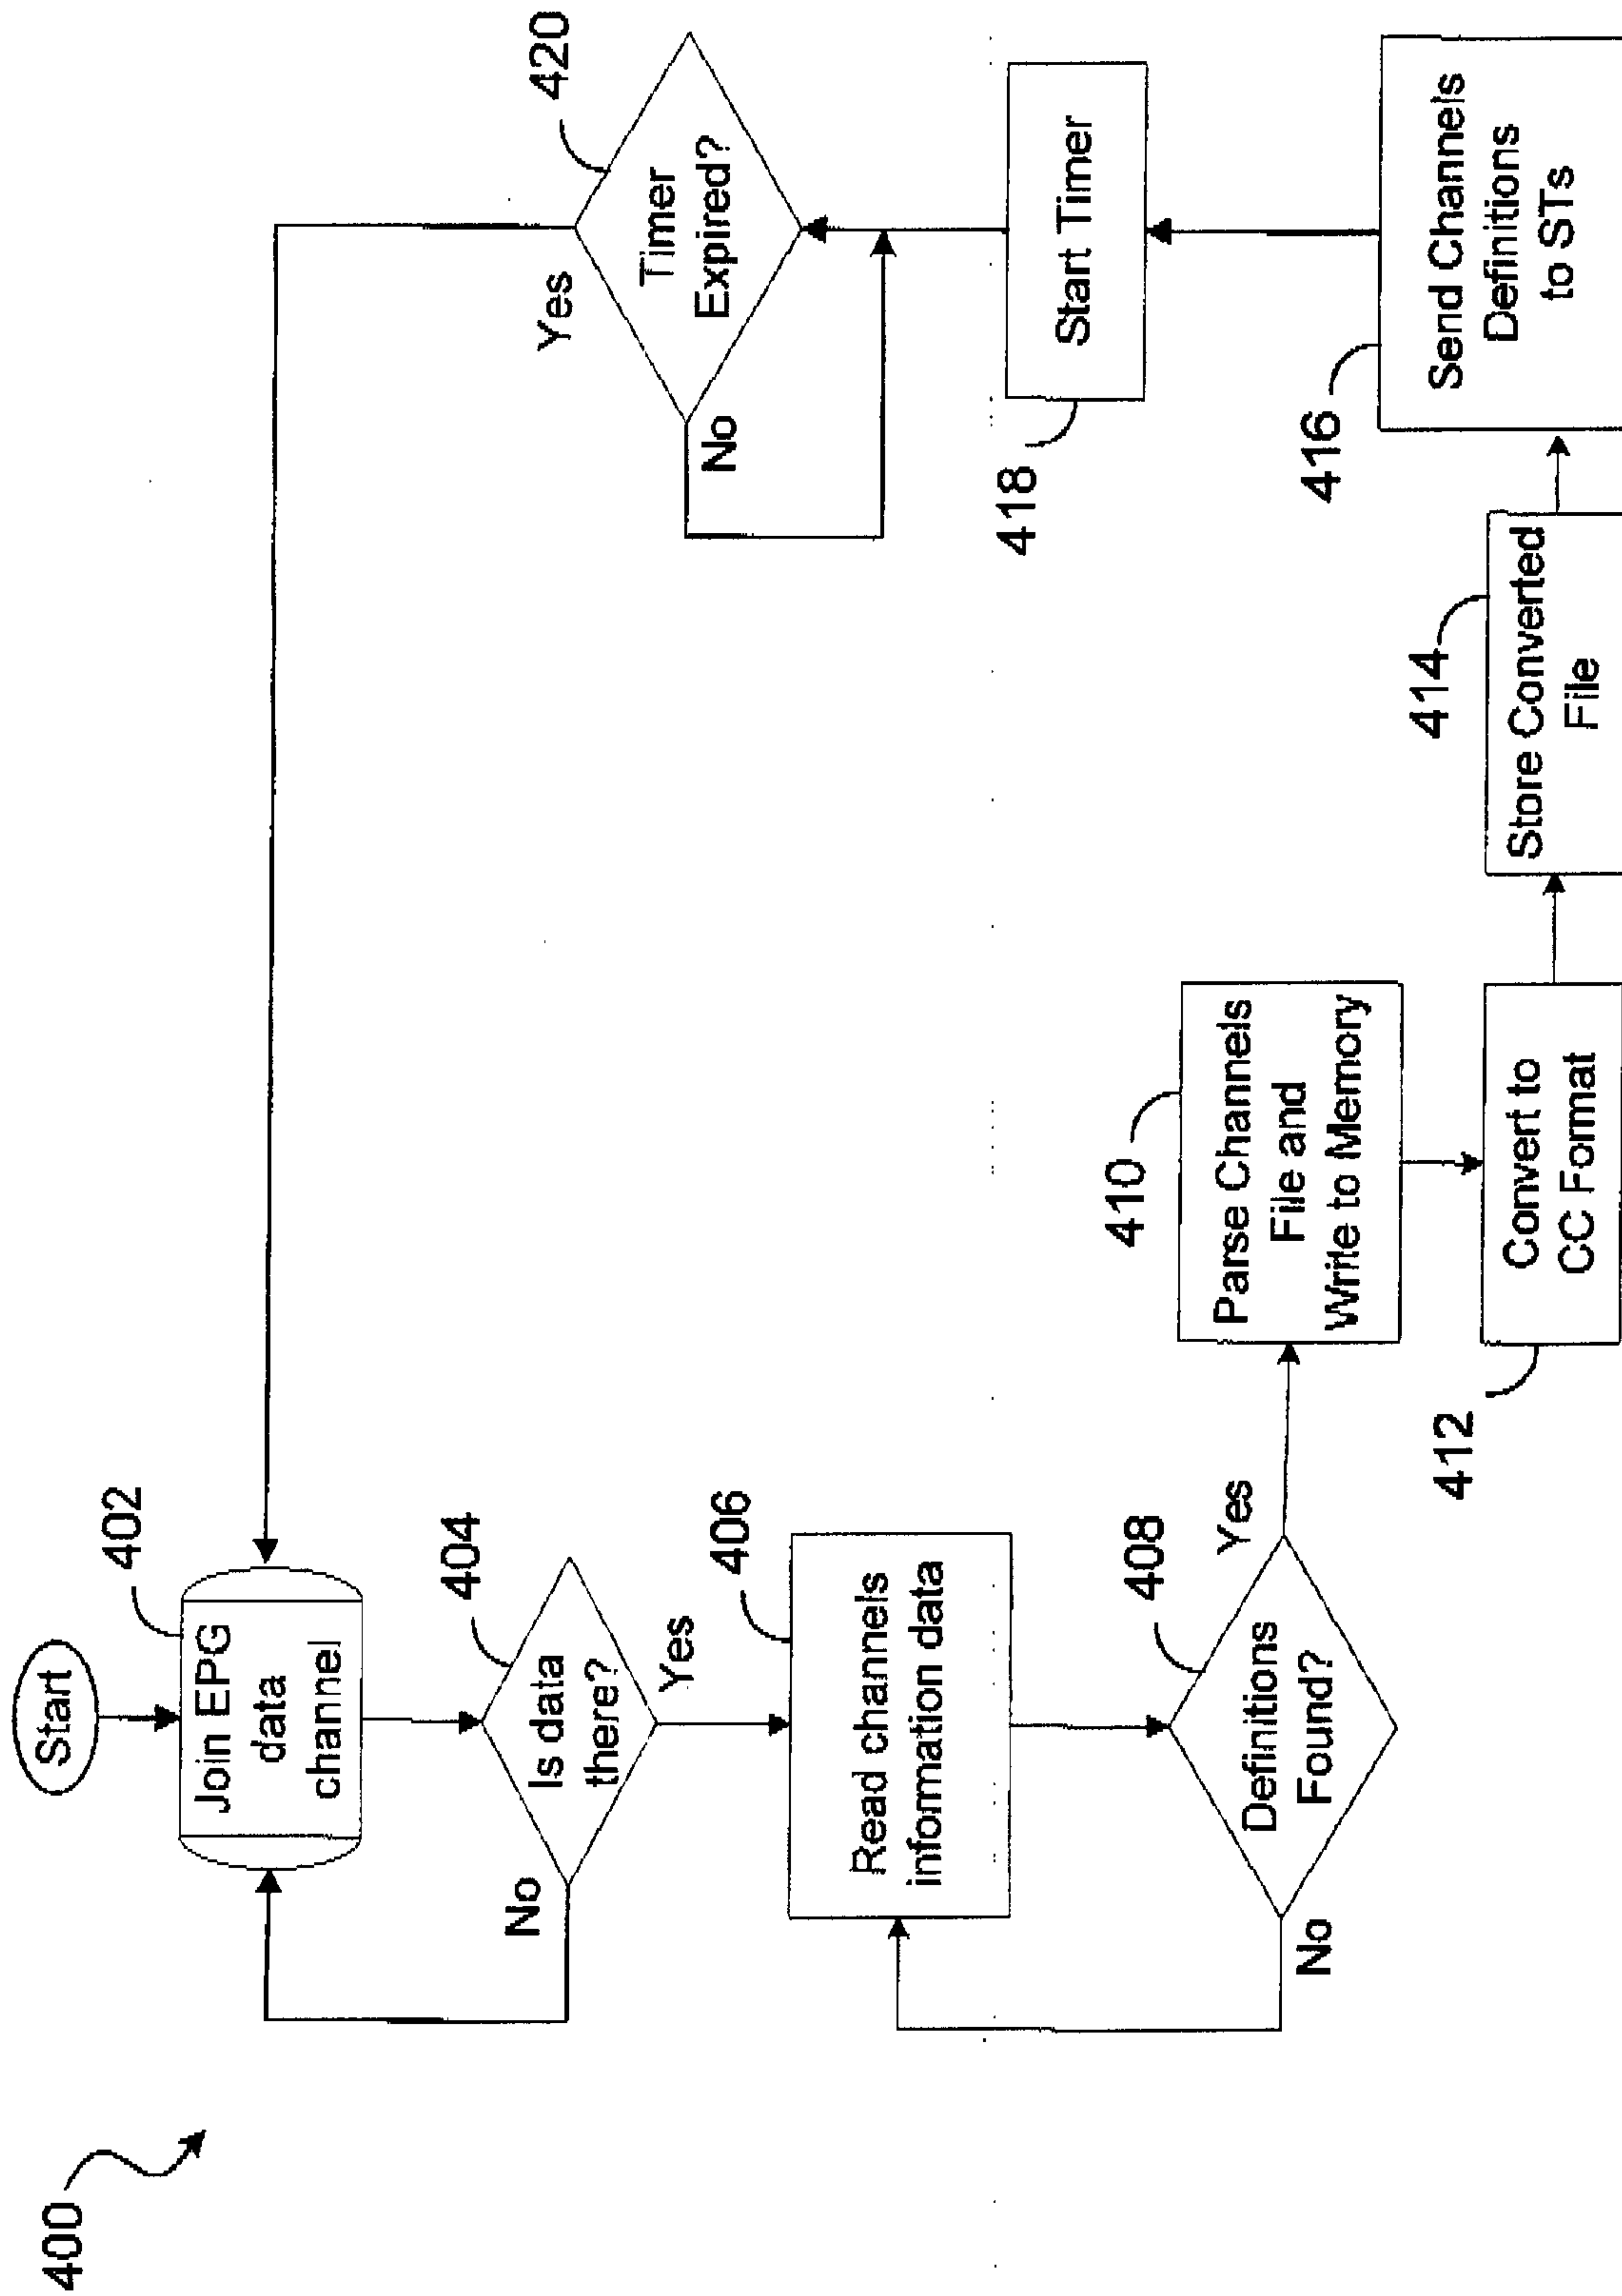 400
Start
402
Join EPG
data
channel
404
Is data
there?
No
Yes
406
Read channels
information data
408
Definitions
Found?
No
Yes
410
Parse Channels
File and
Write to Memory
412
Convert to
CC Format
414
Store Converted
File
416
Send Channels
Definitions
to STs
418
Start Timer
420
Timer
Expired?
No
Yes